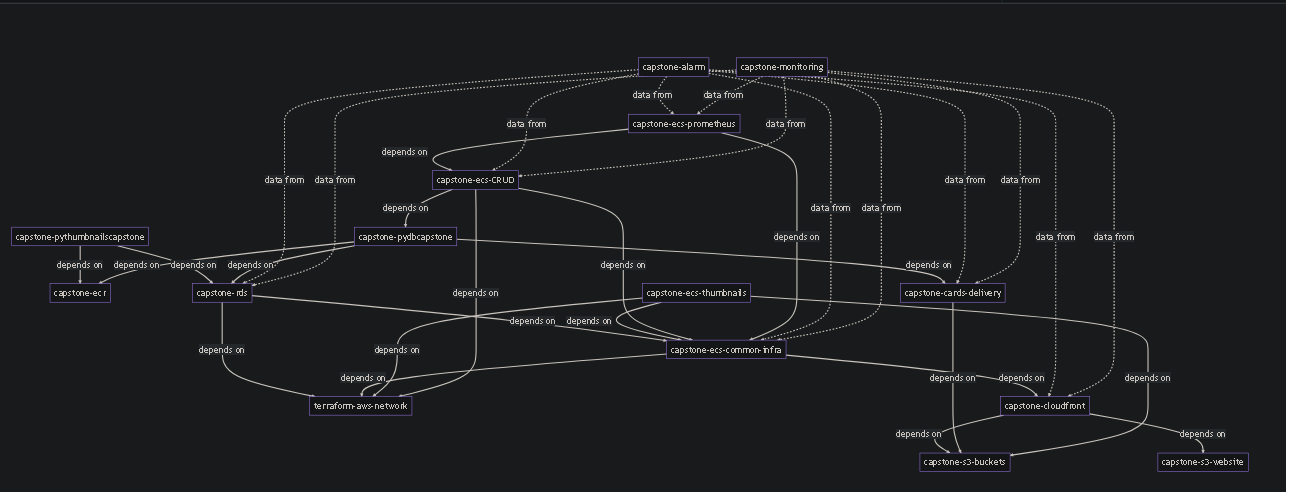 capstone-alarm
capstone-monitoring
data from
data from
capstone-ecs-prometheus
data from
data from
depends on
capstone-ecs-CRUD
data from
data from
data from
data from
depends on
data from
data from
capstone-pythumbnailscapstone
capstone-pydbcapstone
depends on
data from
data from
depends on
depends on
depends on
depends on
depends on
depends on
capstone-ecr
capstone-rds
depends on
capstone-ecs-thumbnails
capstone-cards-delivery
depends on
depends on
depends on
depends on
capstone-ecs-common-infra
depends on
depends on
depends on
depends on
terraform-aws-network
capstone-cloudfront
depends on
depends on
capstone-s3-buckets
capstone-s3-website